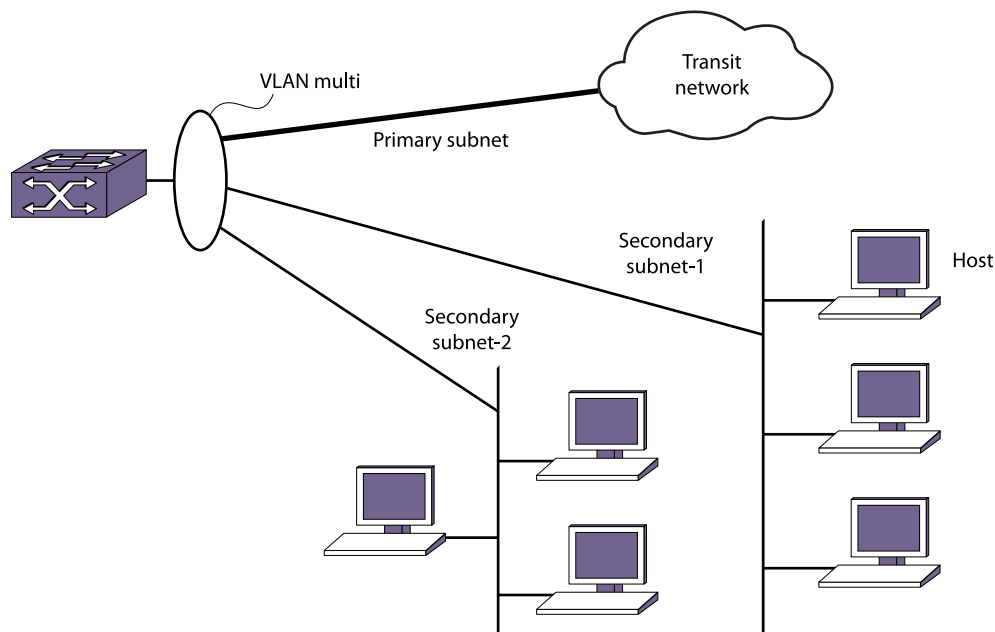 Transit
network
VLAN multi
Primary subnet
Secondary
subnet-1
Host
Secondary
subnet-2